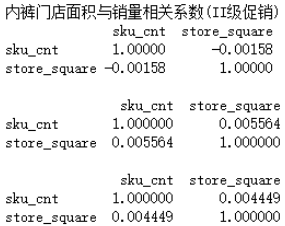 内裤门店面积与销量相关系数(II级促销)
sku_cnt store_square
sku_cnt 1.00000 -0.00158
store_square -0.00158 1.00000
sku_cnt store_square
sku_cnt 1.000000 0.005564
store_square 0.005564 1.000000
sku_cnt store_square
sku_cnt 1.000000 0.004449
store_square 0.004449 1.000000